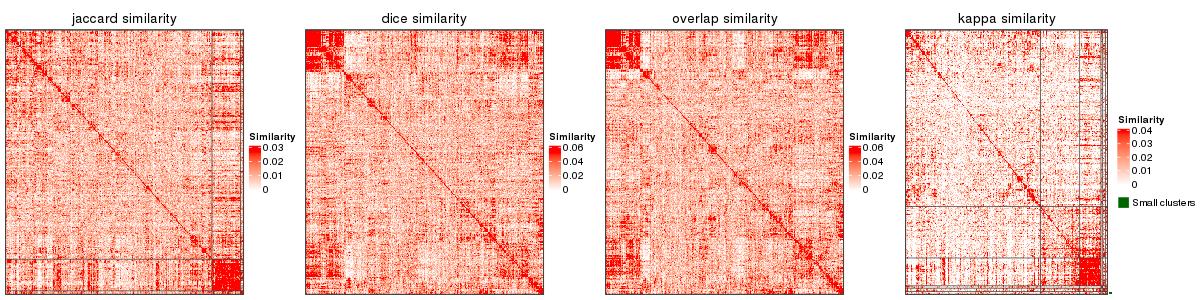 jaccard similarity
Similarity
0.03
0.02
0.01
0
dice similarity
Similarity
0.06
0.04
0.02
0
overlap similarity
Similarity
0.06
0.04
0.02
0
kappa similarity
Similarity
0.04
0.03
0.02
0.01
0
Small clusters